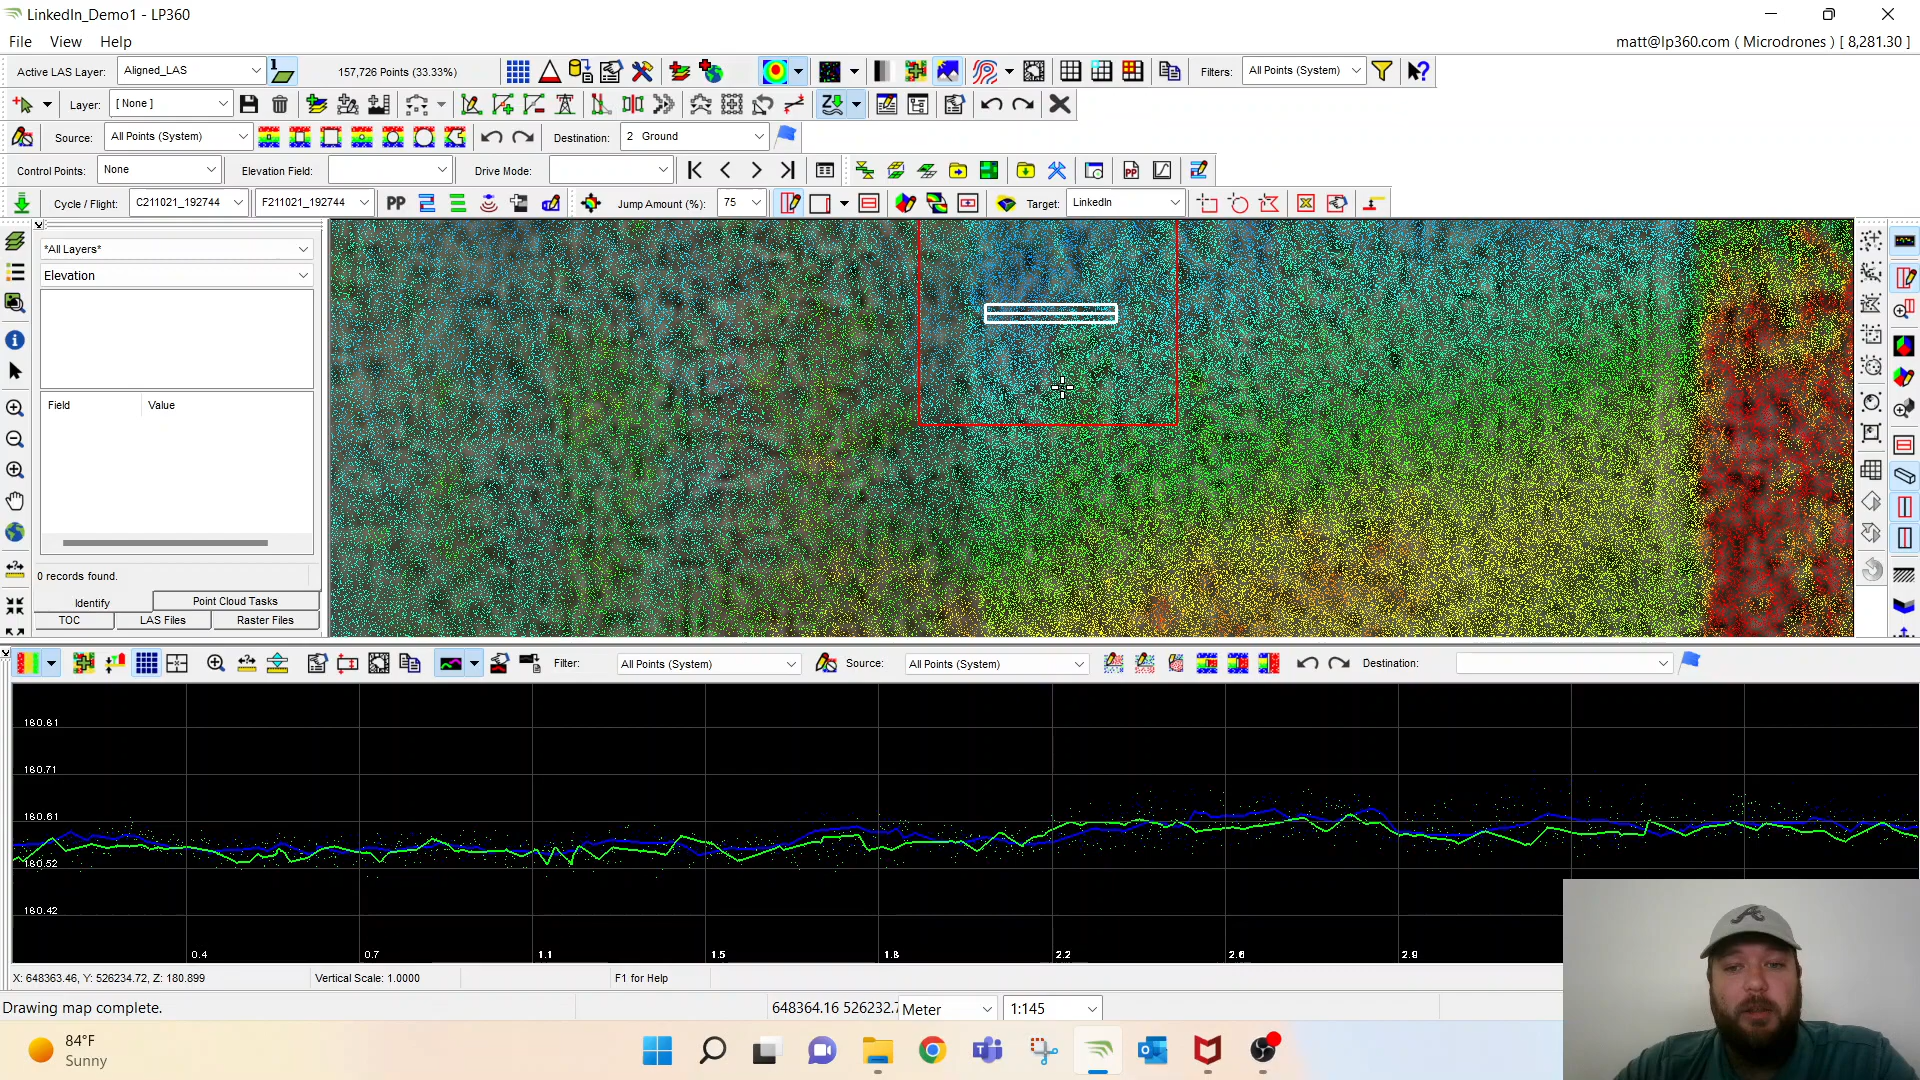 LinkedIn_Demo1 - LP360
File View Help
matt@lp360.com ( Microdrones ) [ 8,281.30 ]
Active LAS Layer: Aligned_LAS 157,726 Points (33.33%) Filters: All Points (System)
Layer: [ None ]
Source: All Points (System) Destination: 2 Ground
Control Points: None Elevation Field: Drive Mode:
Cycle / Flight: C211021_192744 F211021_192744 PP Jump Amount (%): 75 Target: LinkedIn
*All Layers*
Elevation
Field Value
0 records found.
Identify Point Cloud Tasks
TOC LAS Files Raster Files
Filter: All Points (System) Source: All Points (System) Destination:
180.81
180.71
180.61
180.52
180.42
0.4 0.7 1.1 1.5 1.8 2.2 2.6 2.9
X: 648363.46, Y: 526234.72, Z: 180.899 Vertical Scale: 1.0000 F1 for Help
Drawing map complete. 648364.16 526232.7 Meter 1:145
84°F
Sunny